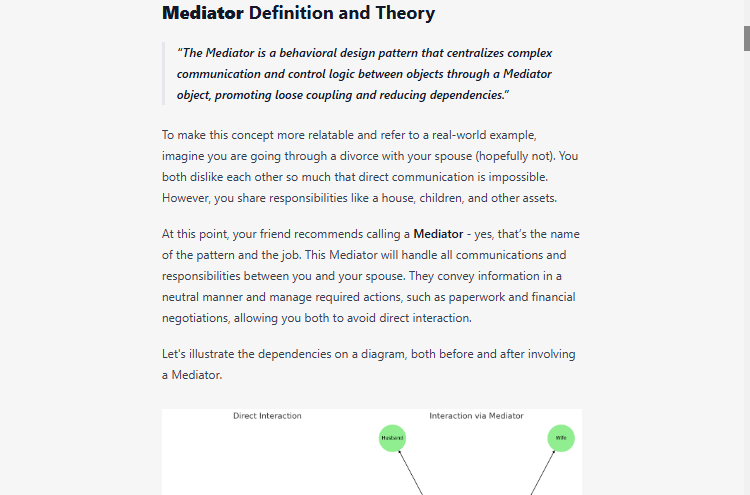 Mediator Definition and Theory
“The Mediator is a behavioral design pattern that centralizes complex
communication and control logic between objects through a Mediator
object, promoting loose coupling and reducing dependencies.”
To make this concept more relatable and refer to a real-world example,
imagine you are going through a divorce with your spouse (hopefully not). You
both dislike each other so much that direct communication is impossible.
However, you share responsibilities like a house, children, and other assets.
At this point, your friend recommends calling a Mediator - yes, that’s the name
of the pattern and the job. This Mediator will handle all communications and
responsibilities between you and your spouse. They convey information in a
neutral manner and manage required actions, such as paperwork and financial
negotiations, allowing you both to avoid direct interaction.
Let's illustrate the dependencies on a diagram, both before and after involving
a Mediator.
Direct Interaction
Interaction via Mediator
Husband
Wife